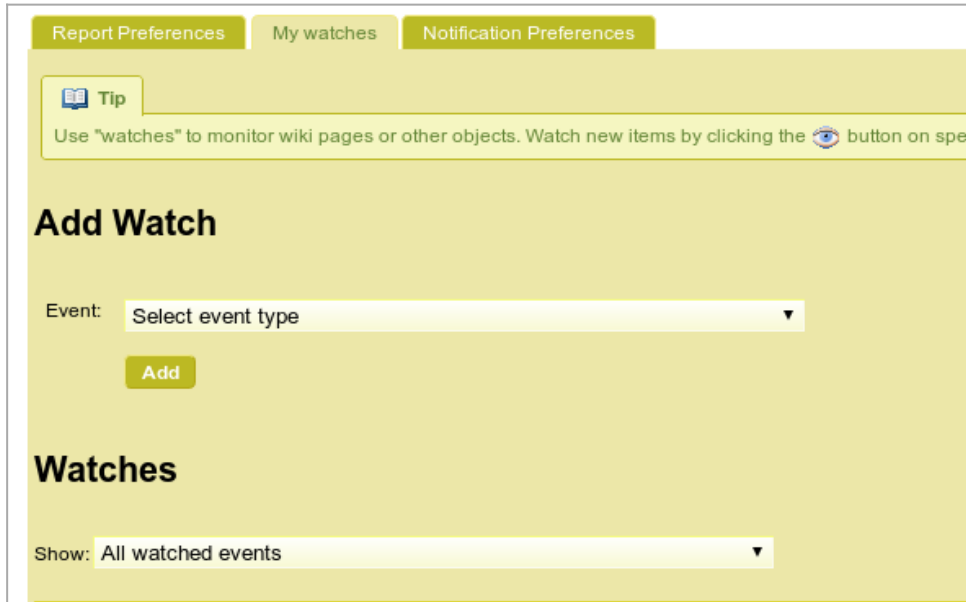 Report Preferences My watches Notification Preferences
Tip
Use "watches" to monitor wiki pages or other objects. Watch new items by clicking the button on spe
Add Watch
Event: Select event type
Add
Watches
Show: All watched events